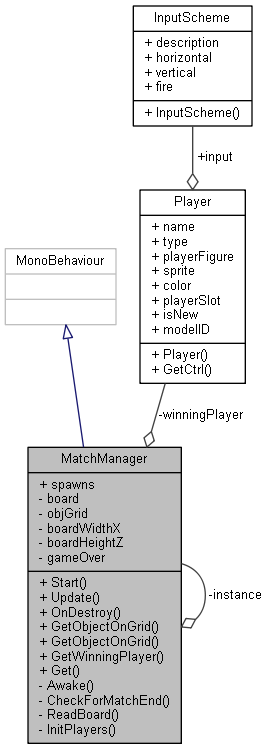 InputScheme
+ description
+ horizontal
+ vertical
+ fire
+ InputScheme()
+input
Player
+ name
+ type
+ playerFigure
+ sprite
+ color
+ playerSlot
+ isNew
+ modelID
+ Player()
+ GetCtrl()
MonoBehaviour
-winningPlayer
MatchManager
+ spawns
- board
- objGrid
- boardWidthX
- boardHeightZ
- gameOver
+ Start()
+ Update()
+ OnDestroy()
+ GetObjectOnGrid()
+ GetObjectOnGrid()
+ GetWinningPlayer()
+ Get()
- Awake()
- CheckForMatchEnd()
- ReadBoard()
- InitPlayers()
-instance